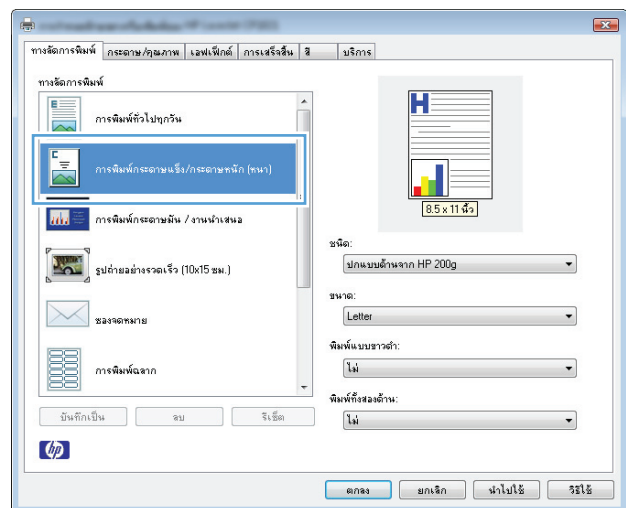 ทางลัดการพิมพ์ กระดาษ/คุณภาพ เอฟเฟ็กต์ การเสร็จสิ้น สี บริการ
ทางลัดการพิมพ์
E
การพิมพ์ทั่วไปทุกวัน
C
การพิมพ์กระดาษแข็ง/กระดาษหนัก (หนา)
การพิมพ์กระดาษมัน / งานนำเสนอ
รูปถ่ายอย่างรวดเร็ว (10x15 ซม.)
ซองจดหมาย
การพิมพ์ฉลาก
บันทึกเป็น ลบ รีเซ็ต
H
8.5 x 11 นิ้ว
ชนิด:
ปกแบบด้านจาก HP 200g
ขนาด:
Letter
พิมพ์แบบขาวดำ:
ไม่
พิมพ์ทั้งสองด้าน:
ไม่
hp
ตกลง ยกเลิก นำไปใช้ วิธีใช้